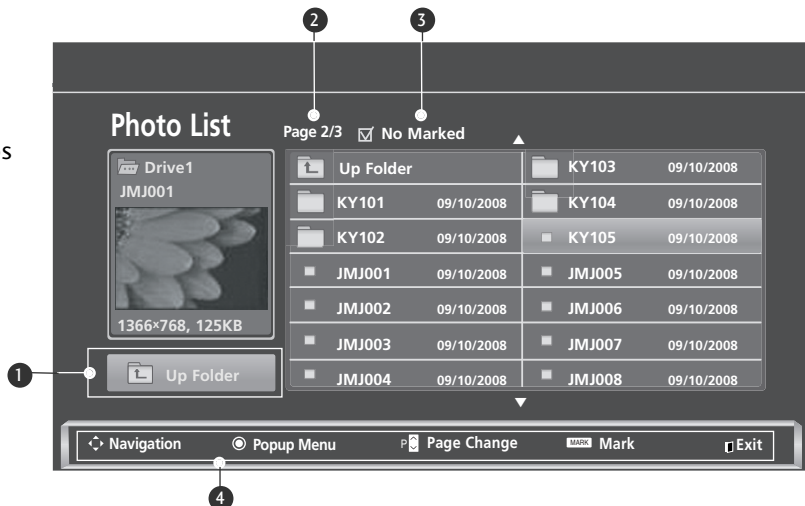 2
3
s
Photo List
Page 2/3 No Marked
Drive1
JMJ001
1366×768, 125KB
1
Up Folder
Up Folder
KY101 09/10/2008
KY102 09/10/2008
JMJ001 09/10/2008
JMJ002 09/10/2008
JMJ003 09/10/2008
JMJ004 09/10/2008
KY103 09/10/2008
KY104 09/10/2008
KY105 09/10/2008
JMJ005 09/10/2008
JMJ006 09/10/2008
JMJ007 09/10/2008
JMJ008 09/10/2008
Navigation Popup Menu P Page Change MARK Mark Exit
4